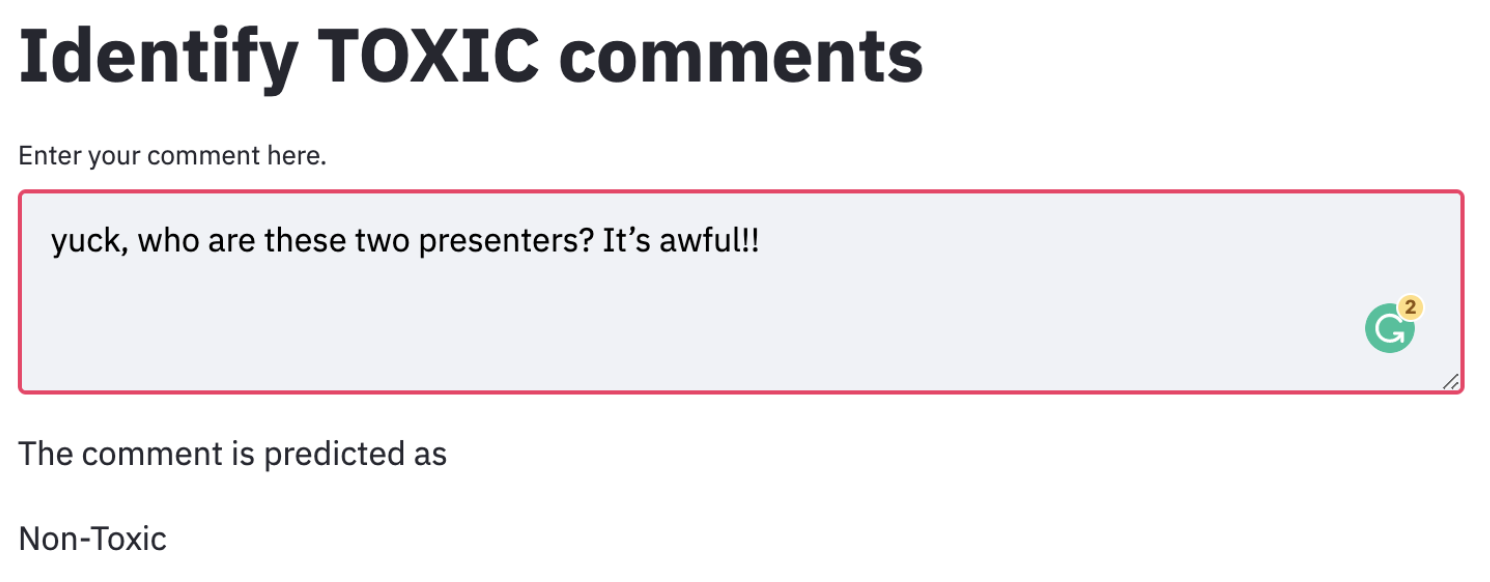 Identify TOXIC comments
Enter your comment here.
yuck, who are these two presenters? It’s awful!!
2
The comment is predicted as
Non-Toxic